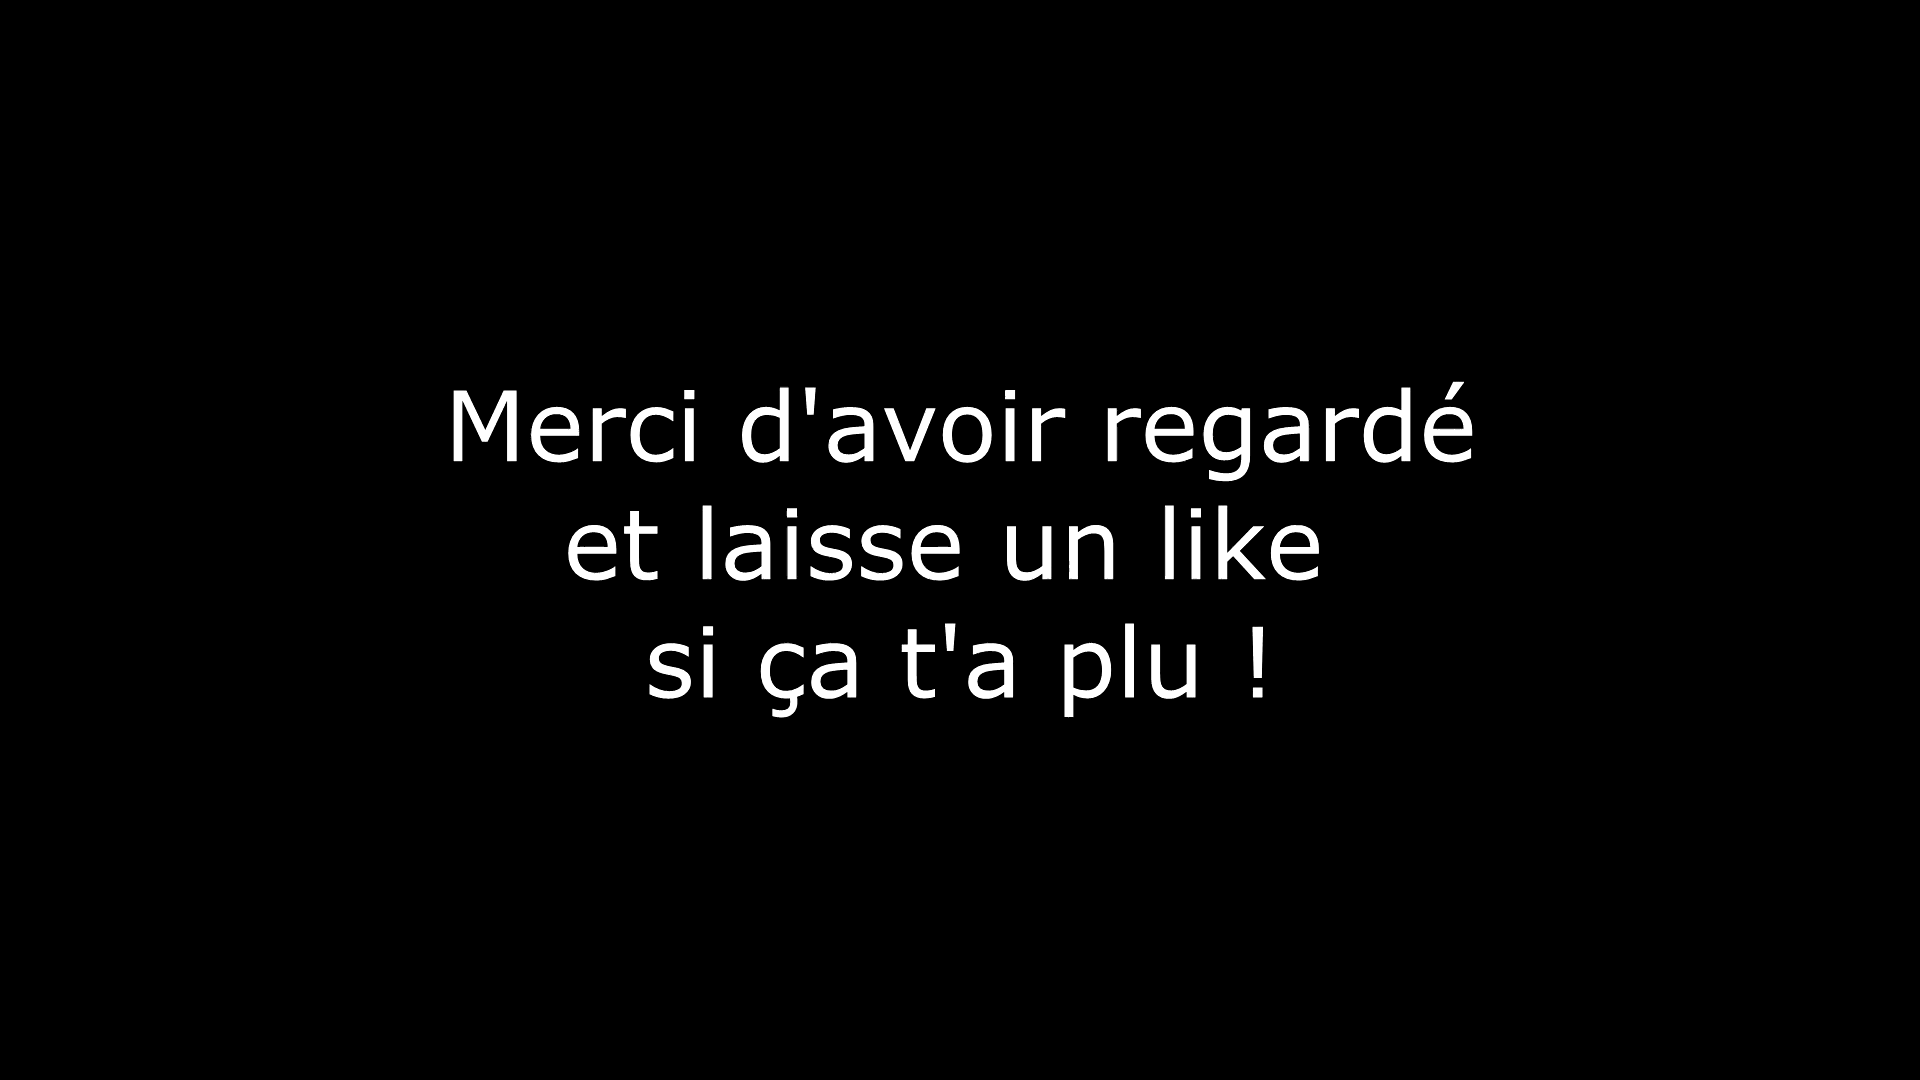 Merci d'avoir regardé
et laisse un like
si ça t'a plu !